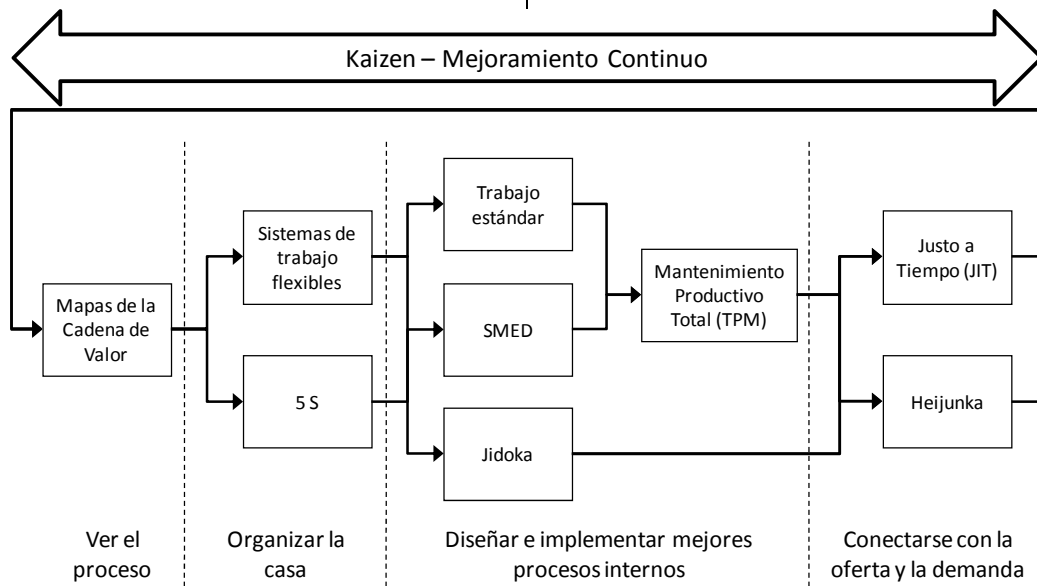 Kaizen – Mejoramiento Continuo
Mapas de la
Cadena de
Valor
Sistemas de
trabajo
flexibles
5 S
Trabajo
estándar
SMED
Jidoka
Mantenimiento
Productivo
Total (TPM)
Justo a
Tiempo (JIT)
Heijunka
Ver el
proceso
Organizar la
casa
Diseñar e implementar mejores
procesos internos
Conectarse con la
oferta y la demanda